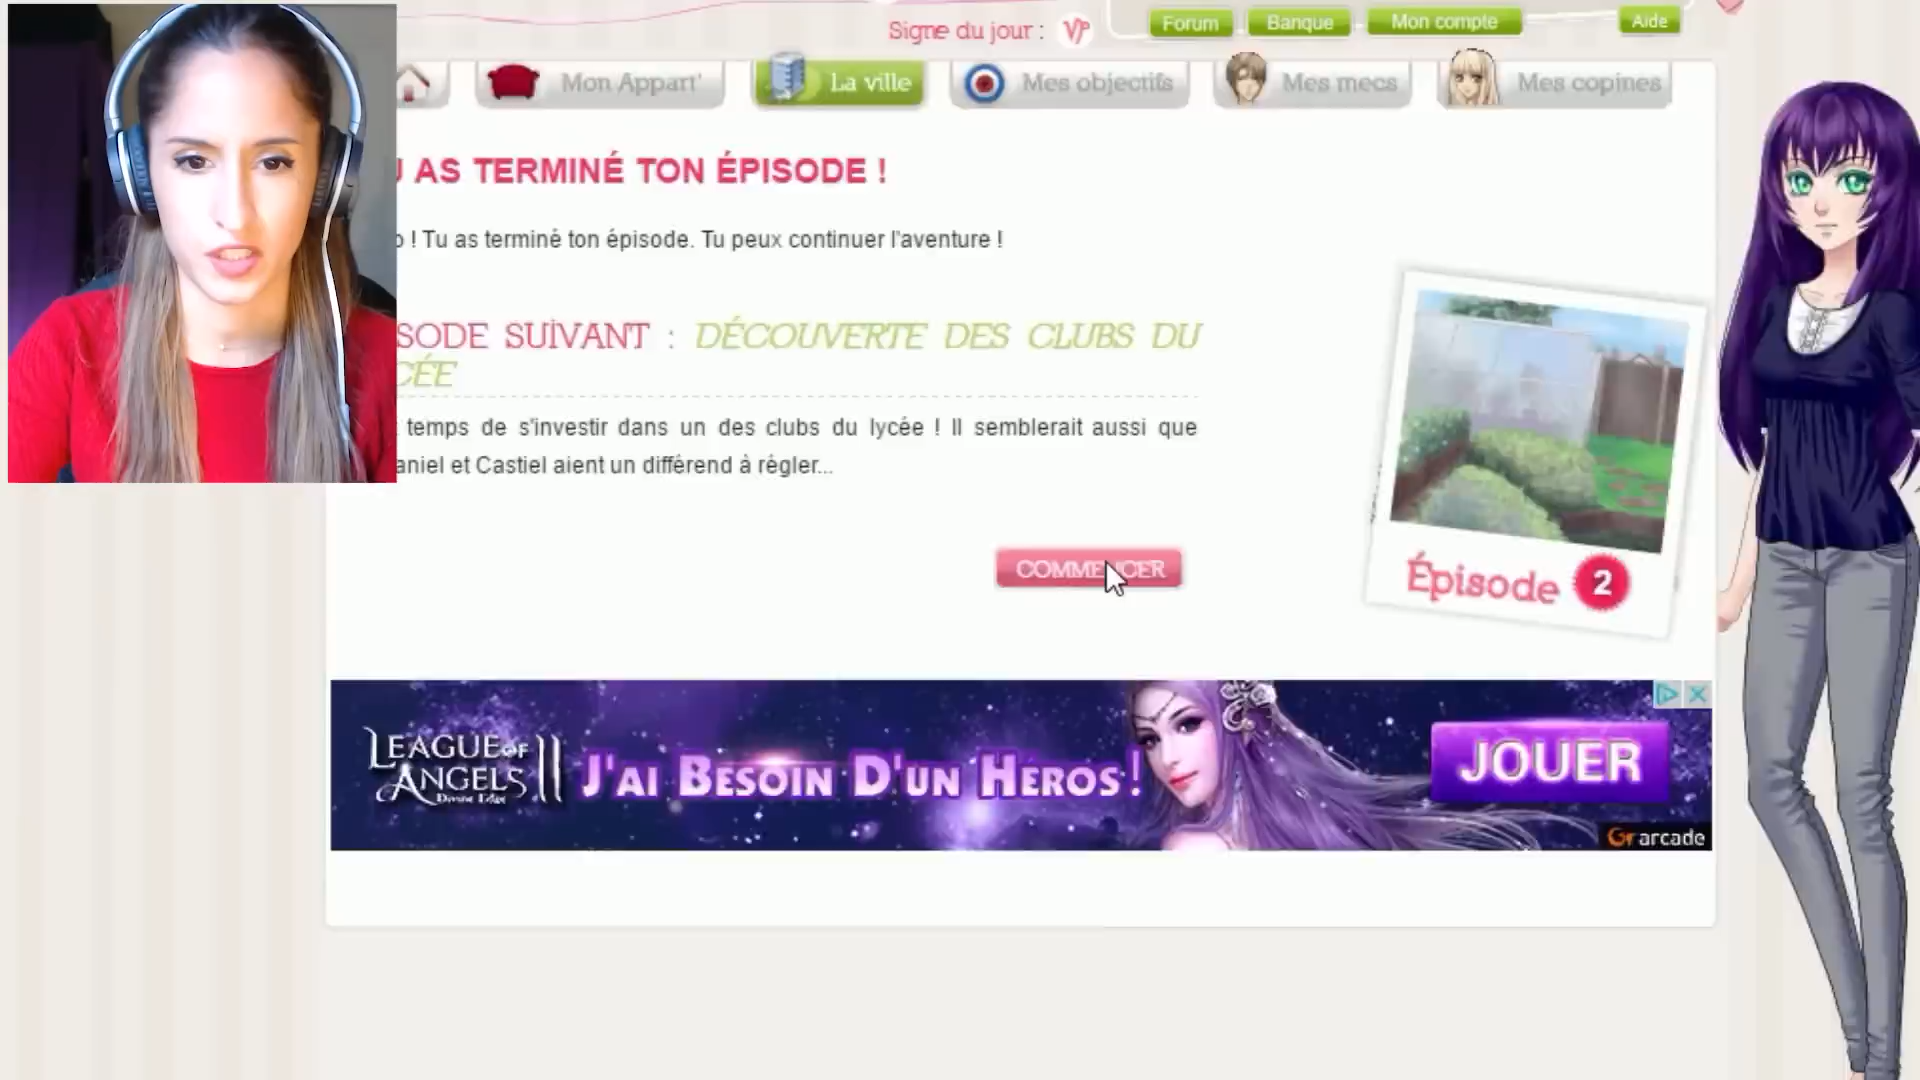 Signe du jour :
Forum
Banque
Mon compte
Aide
Mon Appart'
La ville
Mes objectifs
Mes mecs
Mes copines
AS TERMINÉ TON ÉPISODE !
! Tu as terminé ton épisode. Tu peux continuer l'aventure !
SODE SUIVANT : DÉCOUVERTE DES CLUBS DU
CÉE
temps de s'investir dans un des clubs du lycée ! Il semblerait aussi que
aniel et Castiel aient un différend à régler...
COMMENCER
Épisode 2
LEAGUE OF
ANGELS II
J'AI BESOIN D'UN HEROS!
JOUER
arcade